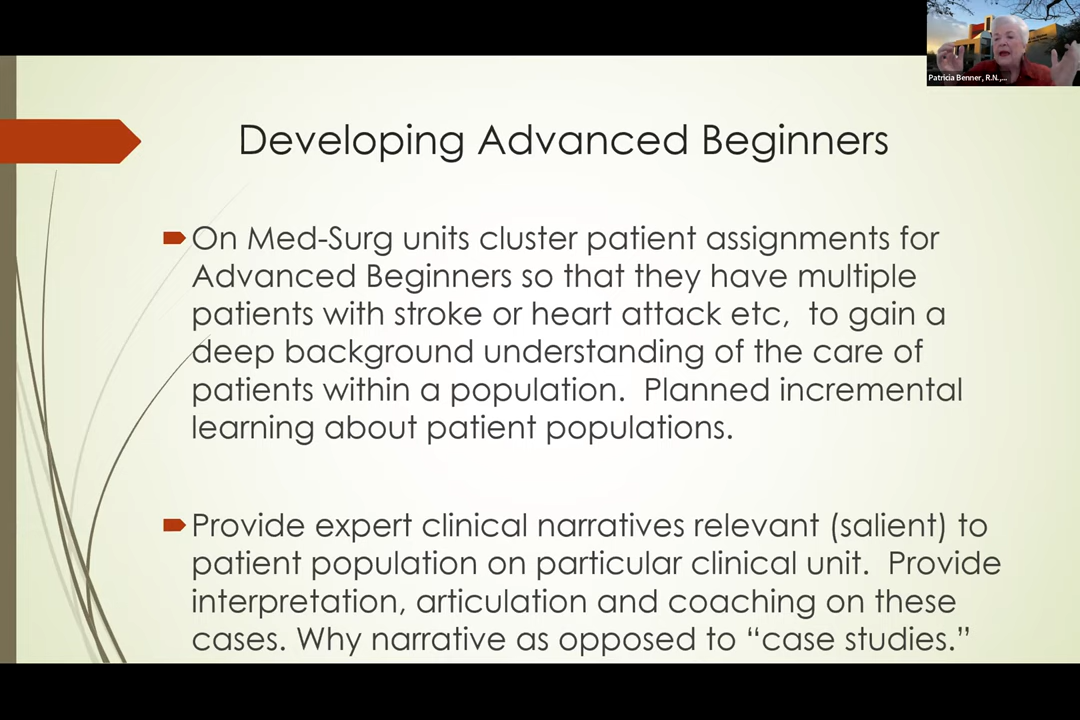 Patricia Benner, R.N.,...
Developing Advanced Beginners
On Med-Surg units cluster patient assignments for
Advanced Beginners so that they have multiple
patients with stroke or heart attack etc,  to gain a
deep background understanding of the care of
patients within a population.  Planned incremental
learning about patient populations.
Provide expert clinical narratives relevant (salient) to
patient population on particular clinical unit.  Provide
interpretation, articulation and coaching on these
cases. Why narrative as opposed to “case studies.”